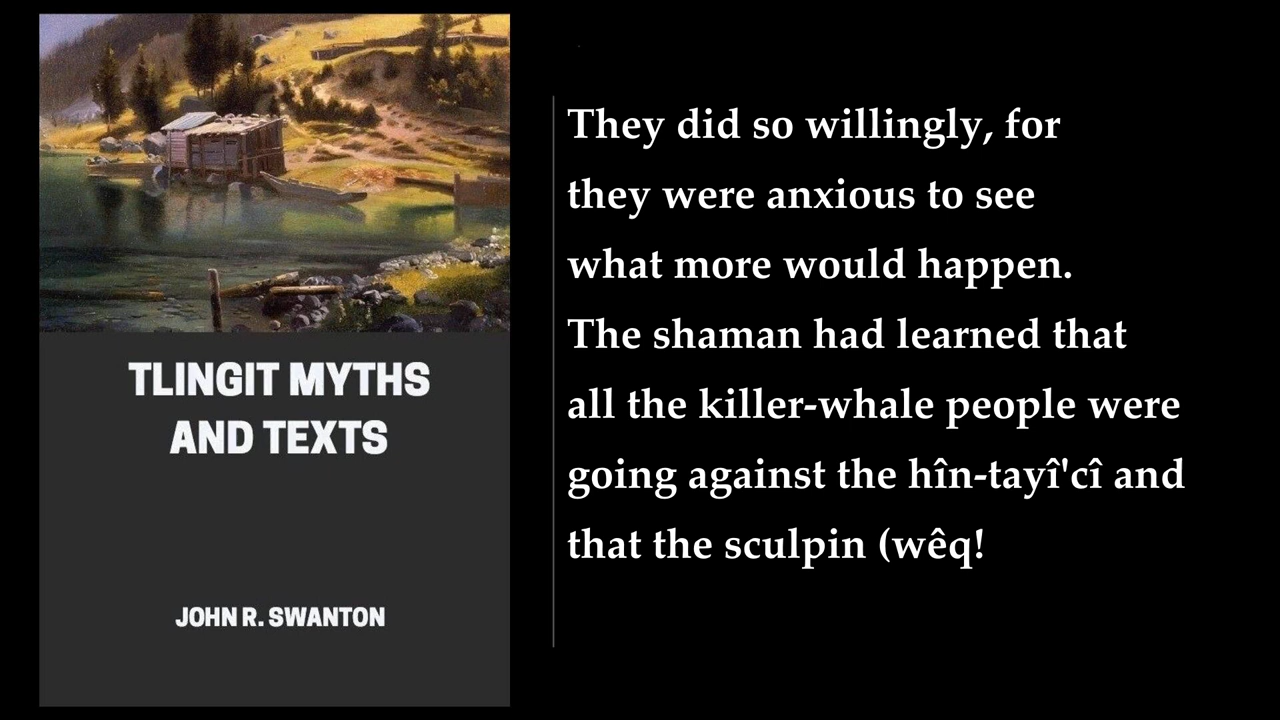 TLINGIT MYTHS
AND TEXTS
JOHN R. SWANTON
They did so willingly, for
they were anxious to see
what more would happen.
The shaman had learned that
all the killer-whale people were
going against the hîn-tayî'cî and
that the sculpin (wêq!